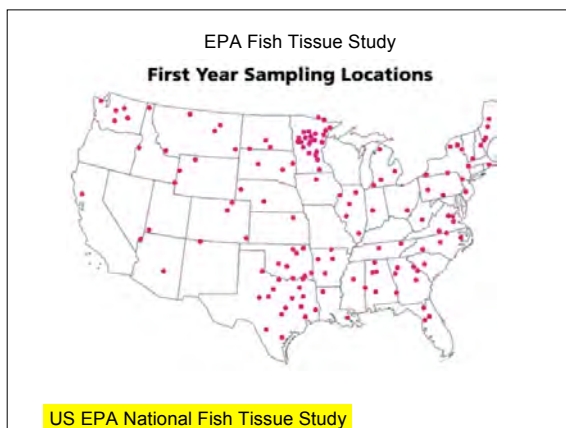 EPA Fish Tissue Study
First Year Sampling Locations
US EPA National Fish Tissue Study